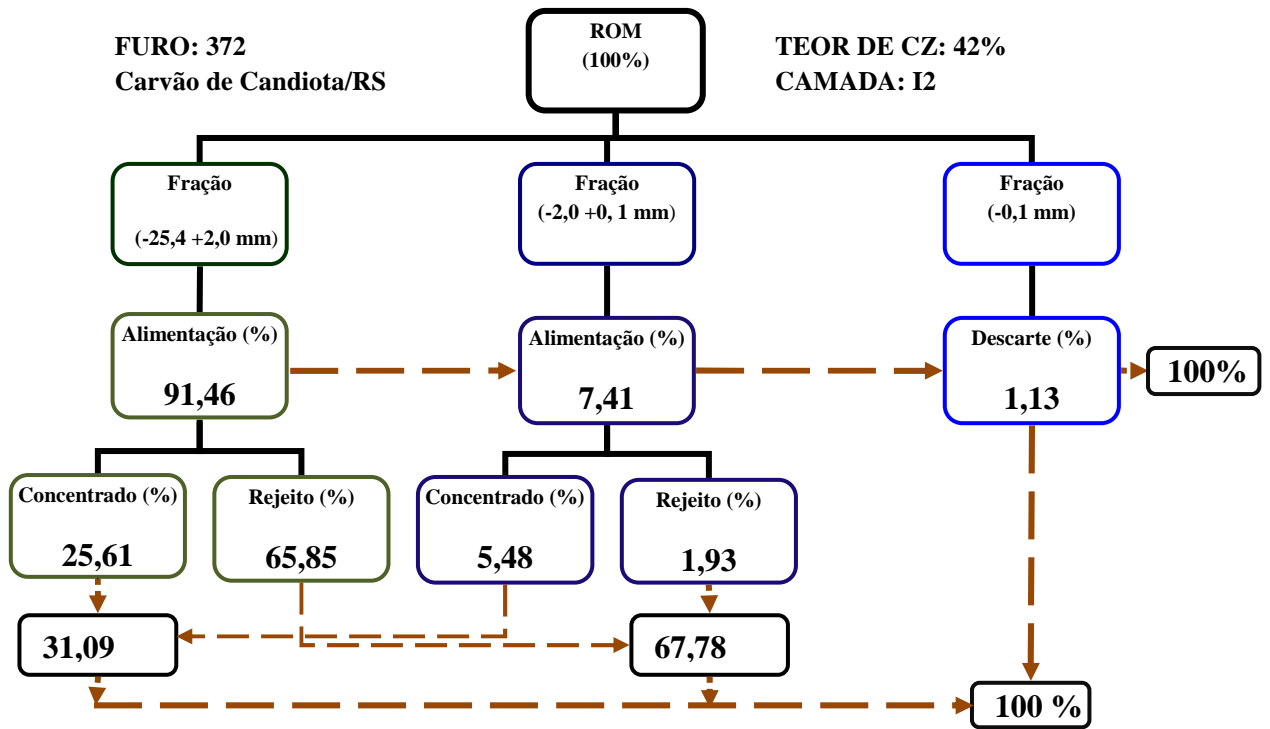 FURO: 372
Carvão de Candiota/RS
ROM
(100%)
TEOR DE CZ: 42%
CAMADA: I2
Fração
(-25,4 +2,0 mm)
Fração
(-2,0 +0, 1 mm)
Fração
(-0,1 mm)
Alimentação (%)
91,46
Alimentação (%)
7,41
Descarte (%)
1,13
100%
Concentrado (%)
25,61
Rejeito (%)
65,85
Concentrado (%)
5,48
Rejeito (%)
1,93
31,09
67,78
100 %